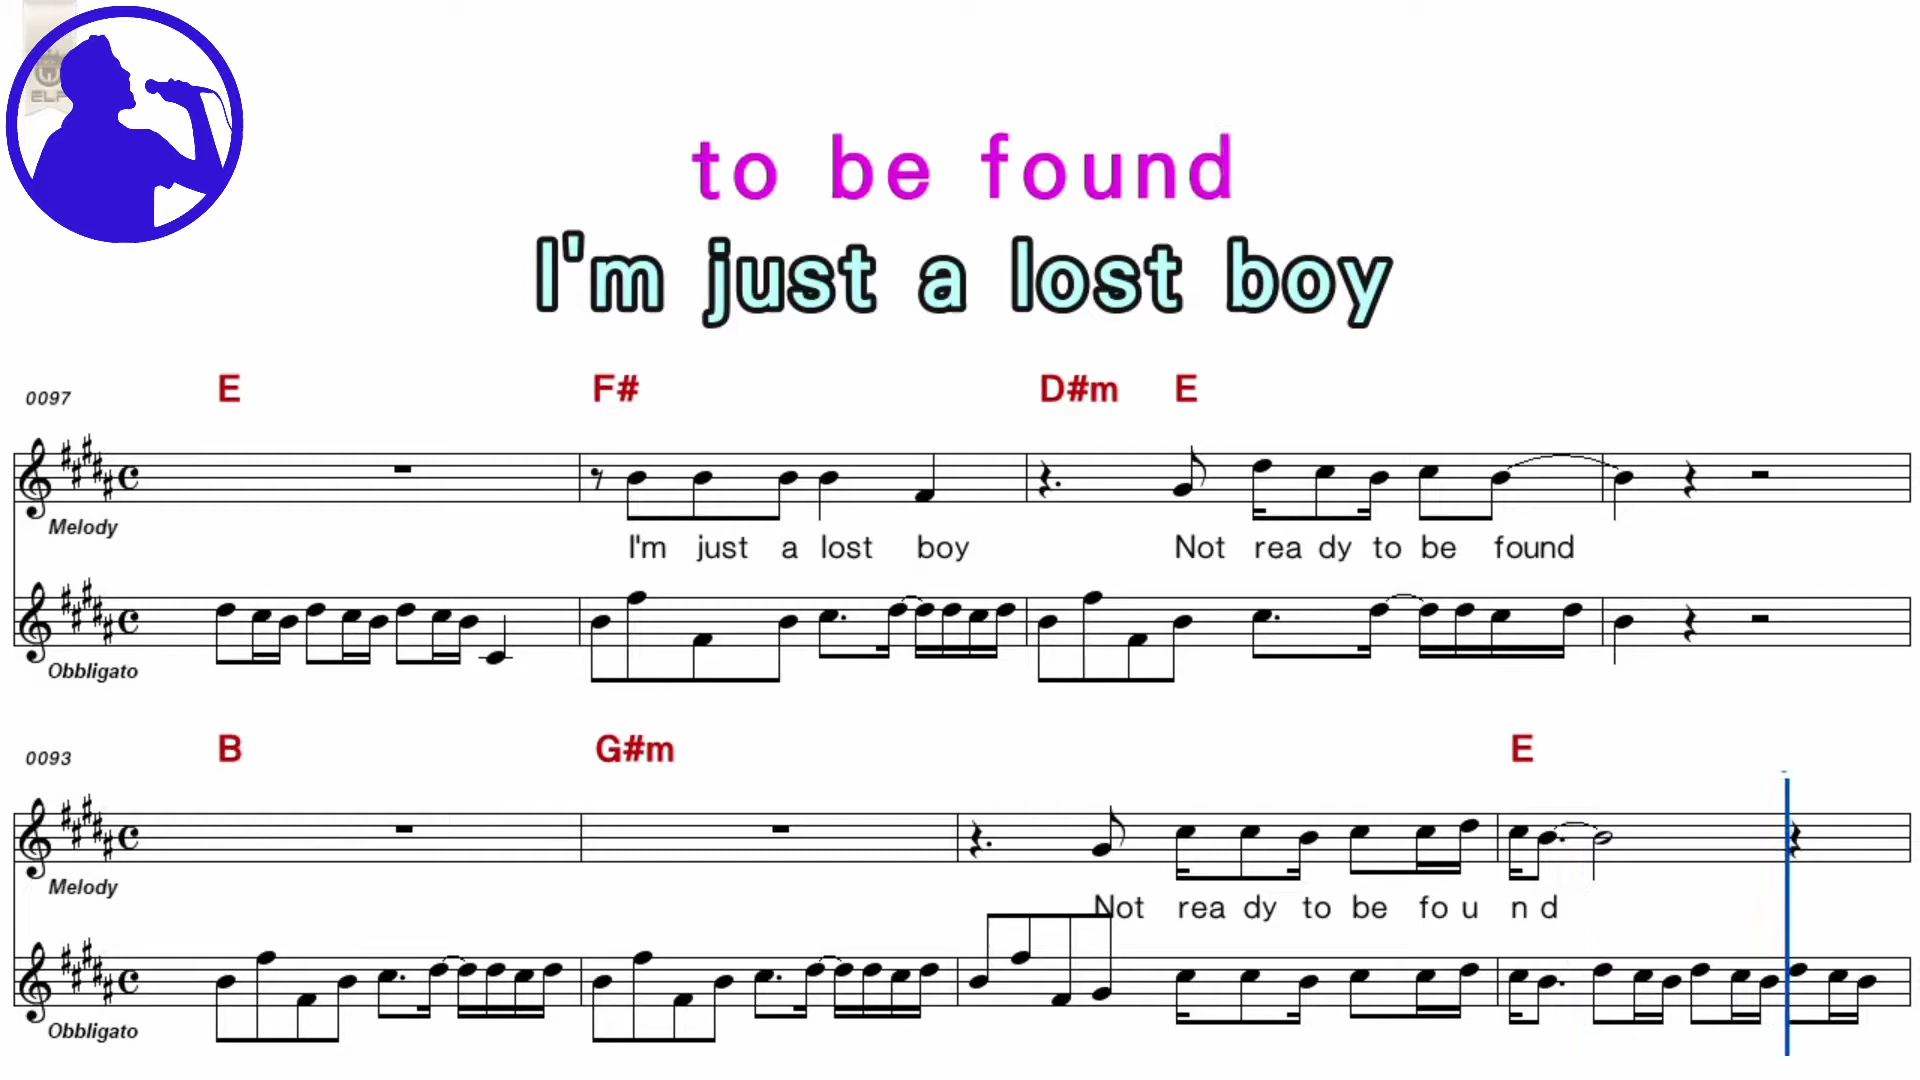 ELF
to be found
I'm just a lost boy
0097 E F# D#m E
Melody
I'm just a lost boy Not rea dy to be found
Obbligato
0093 B G#m E
Melody
Not rea dy to be fo u n d
Obbligato